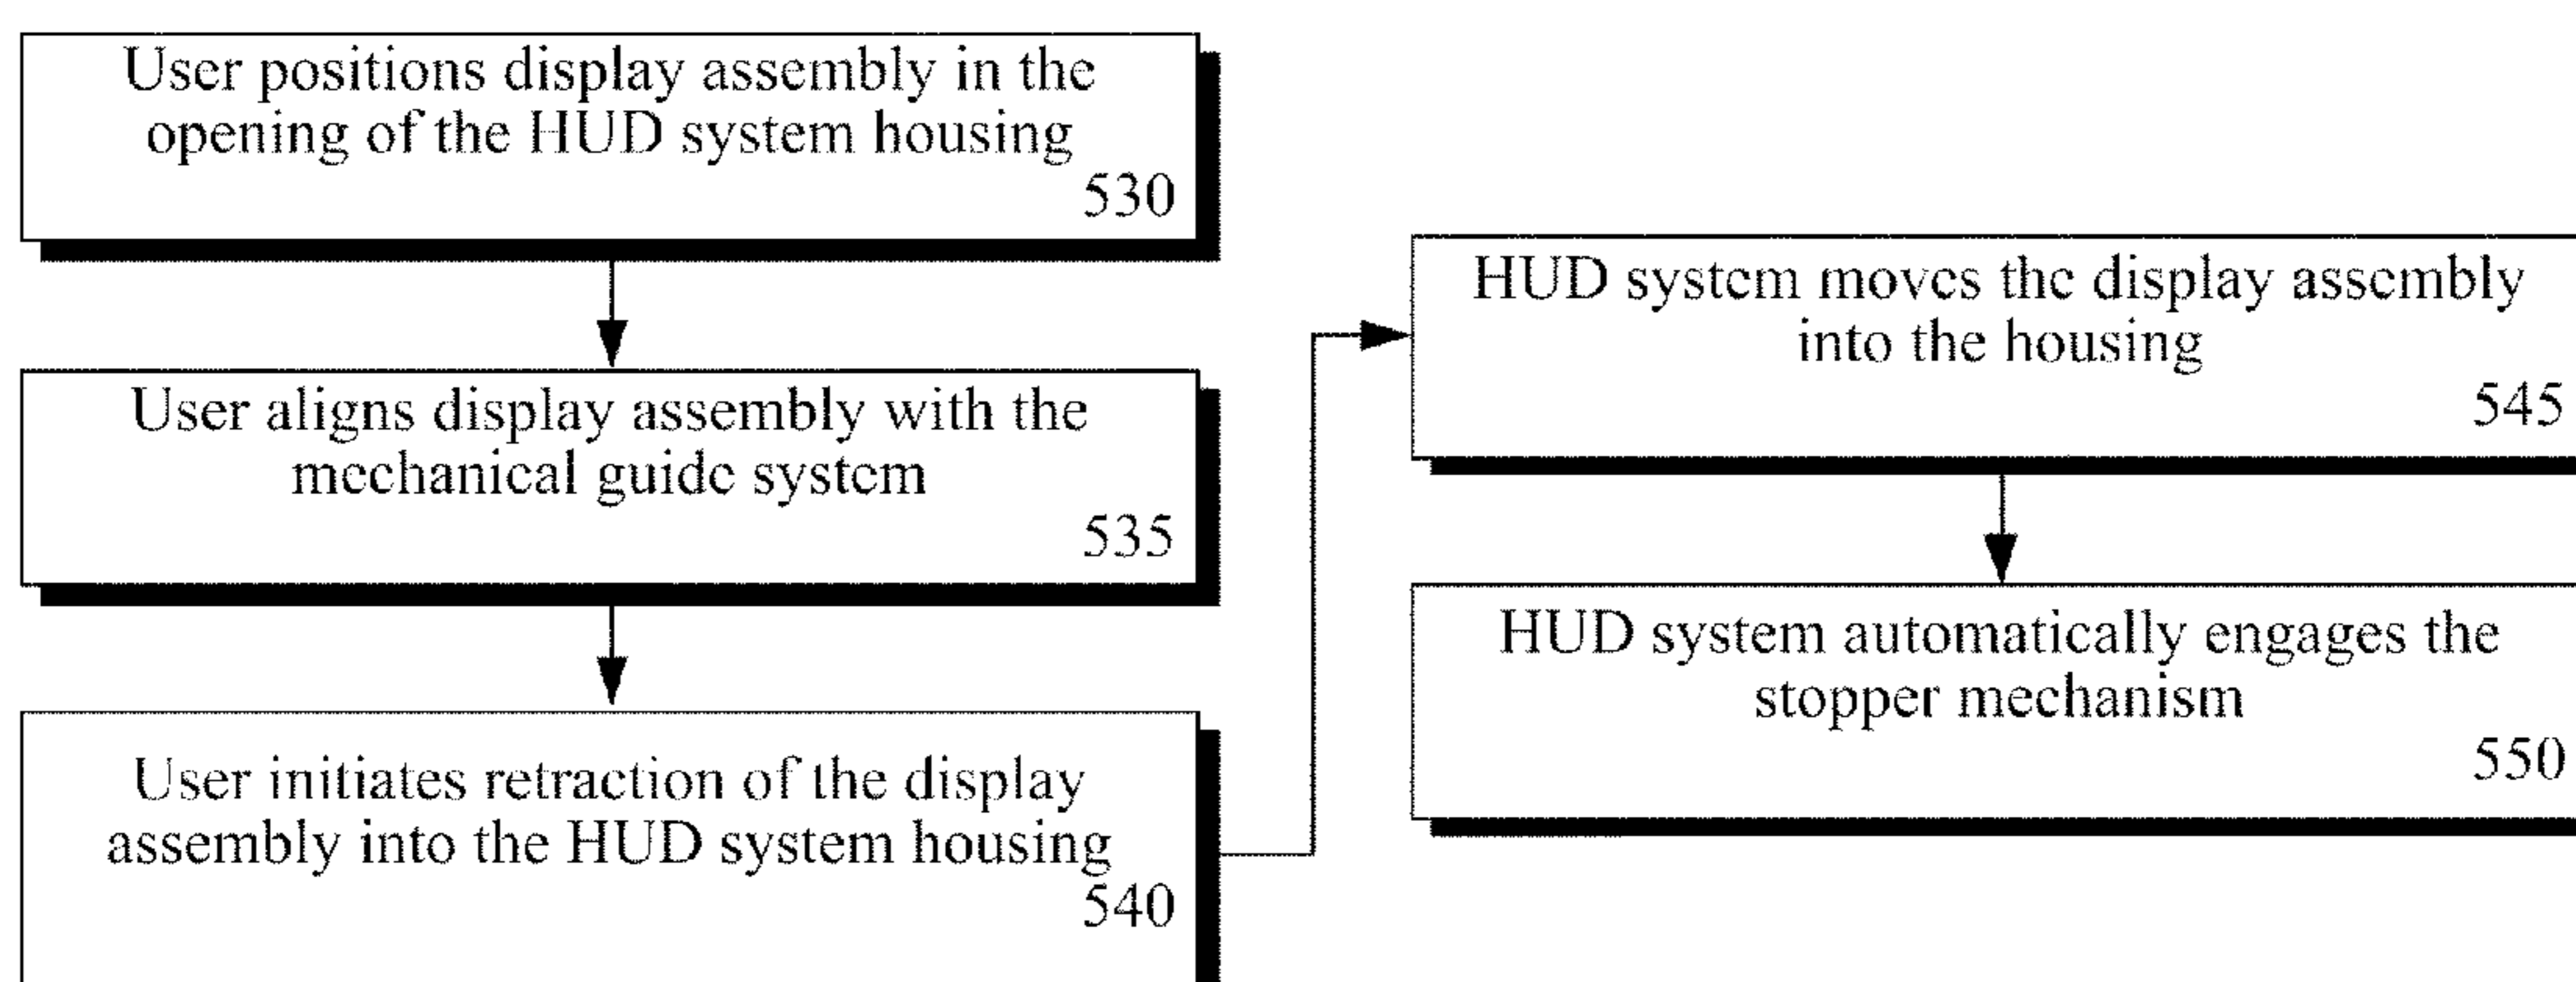 User positions display assembly in the
opening of the HUD system housing
530
User aligns display assembly with the
mechanical guide system
535
User initiates retraction of the display
assembly into the HUD system housing
540
HUD system moves the display assembly
into the housing
545
HUD system automatically engages the
stopper mechanism
550